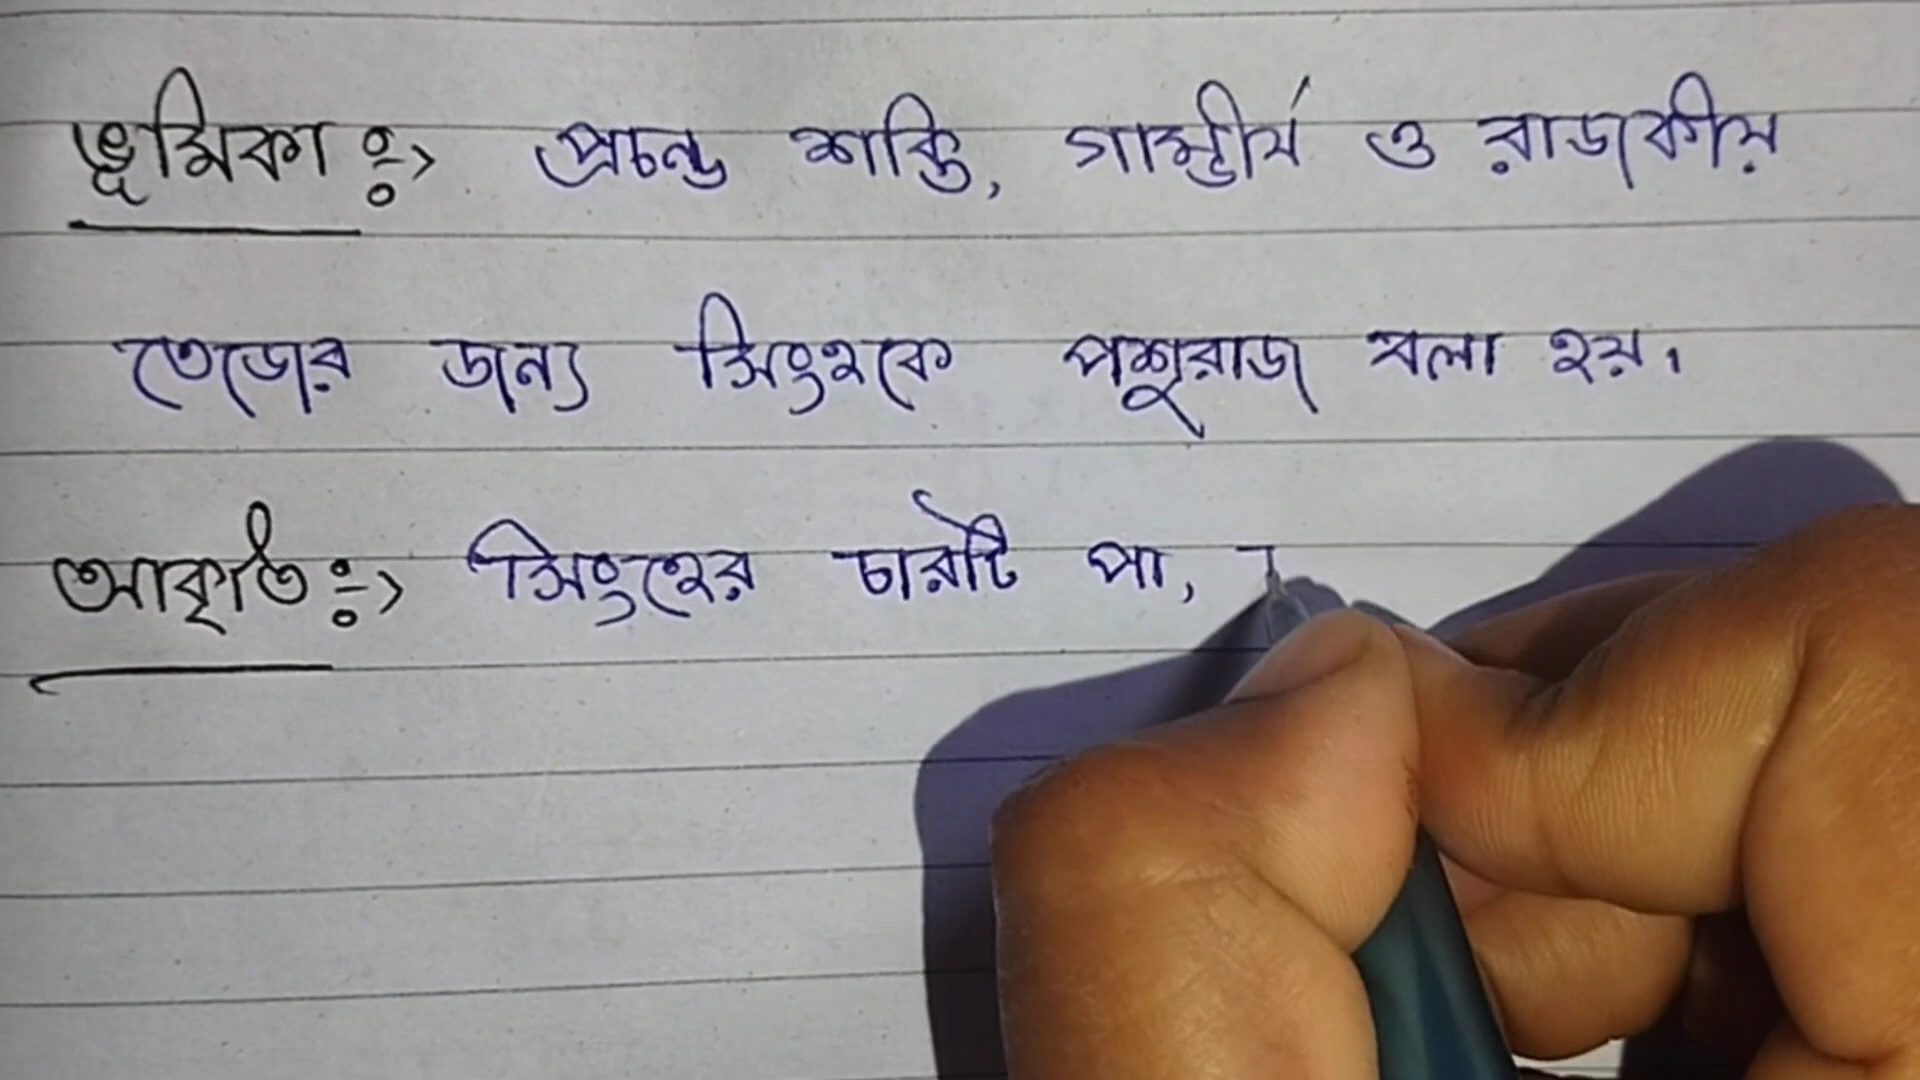 ভূমিকা ঃ-> প্রচন্ড শক্তি, গাম্ভীর্য ও রাজকীয়
তেজের জন্য সিংহকে পশুরাজ বলা হয়।
আকৃতি ঃ-> সিংহের চারটি পা,